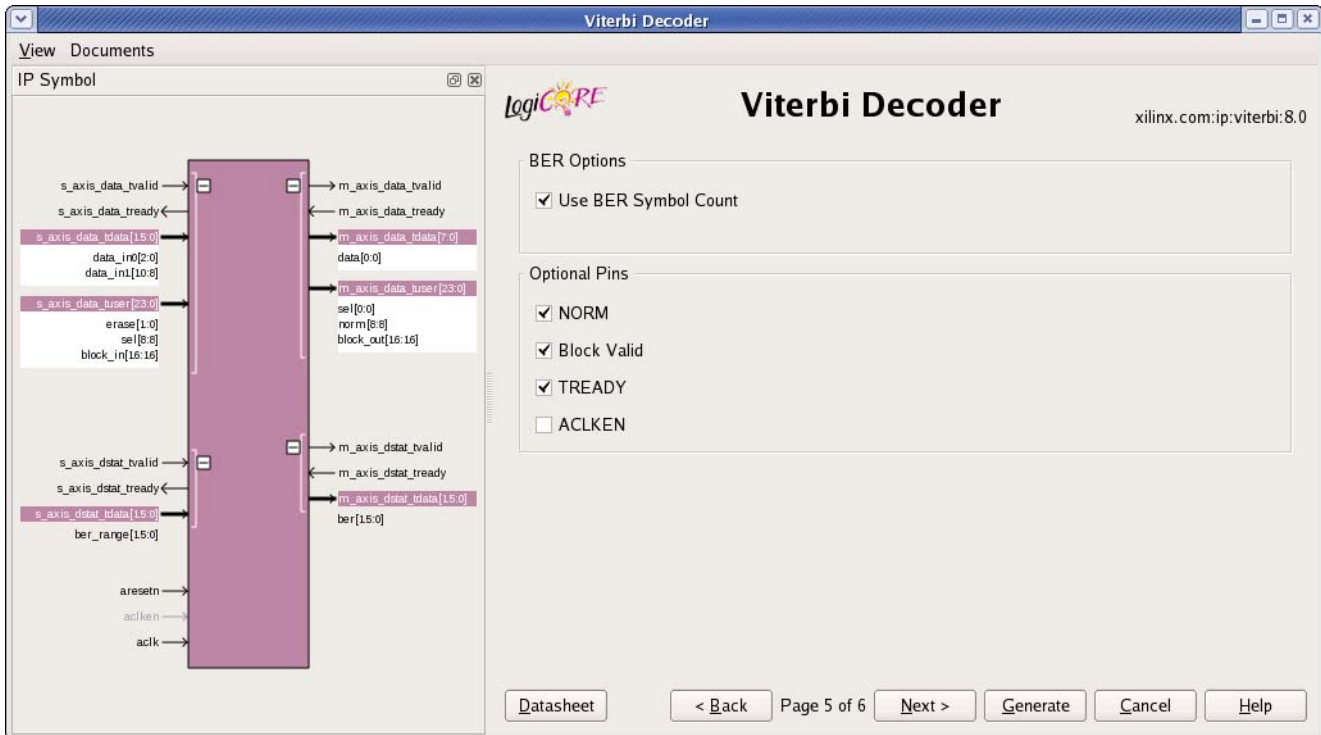 Viterbi Decoder
View Documents
IP Symbol
s_axis_data_tvalid
s_axis_data_tready
s_axis_data_tdata[15:0]
data_in0[2:0]
data_in1[10:8]
s_axis_data_tuser[23:0]
erase[1:0]
sel[8:8]
block_in[16:16]
m_axis_data_tvalid
m_axis_data_tready
m_axis_data_tdata[7:0]
data[0:0]
m_axis_data_tuser[23:0]
sel[0:0]
norm[8:8]
block_out[16:16]
s_axis_dstat_tvalid
s_axis_dstat_tready
s_axis_dstat_tdata[15:0]
ber_range[15:0]
m_axis_dstat_tvalid
m_axis_dstat_tready
m_axis_dstat_tdata[15:0]
ber[15:0]
aresetn
aclken
aclk
LogiCORE
Viterbi Decoder
xilinx.com:ip:viterbi:8.0
BER Options
Use BER Symbol Count
Optional Pins
NORM
Block Valid
TREADY
ACLKEN
Datasheet < Back Page 5 of 6 Next > Generate Cancel Help